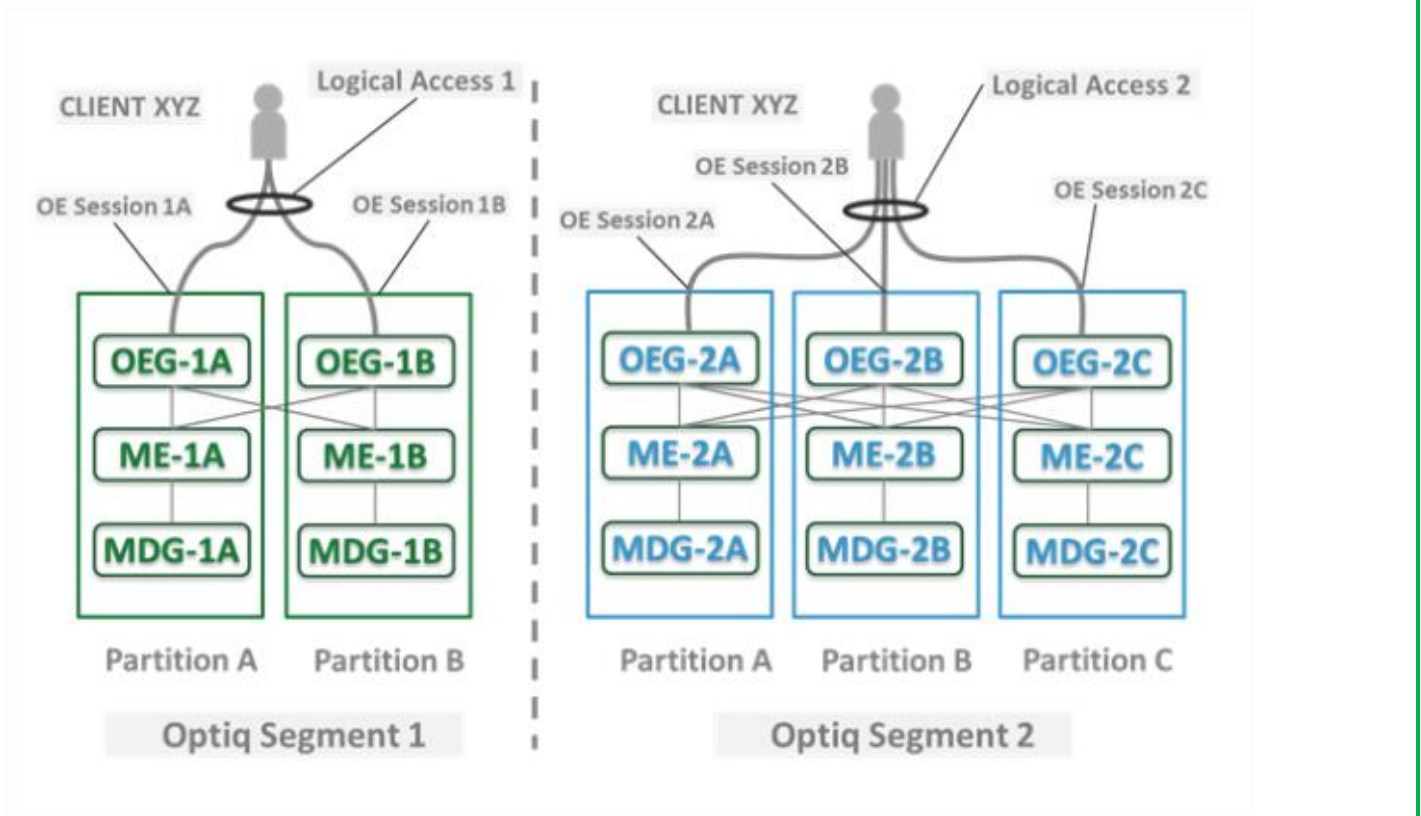 Logical Access 1
CLIENT XYZ
OE Session 1A
OE Session 1B
OEG-1A
OEG-1B
ME-1A
ME-1B
MDG-1A
MDG-1B
Partition A
Partition B
Optiq Segment 1
Logical Access 2
CLIENT XYZ
OE Session 2B
OE Session 2C
OE Session 2A
OEG-2A
OEG-2B
OEG-2C
ME-2A
ME-2B
ME-2C
MDG-2A
MDG-2B
MDG-2C
Partition A
Partition B
Partition C
Optiq Segment 2